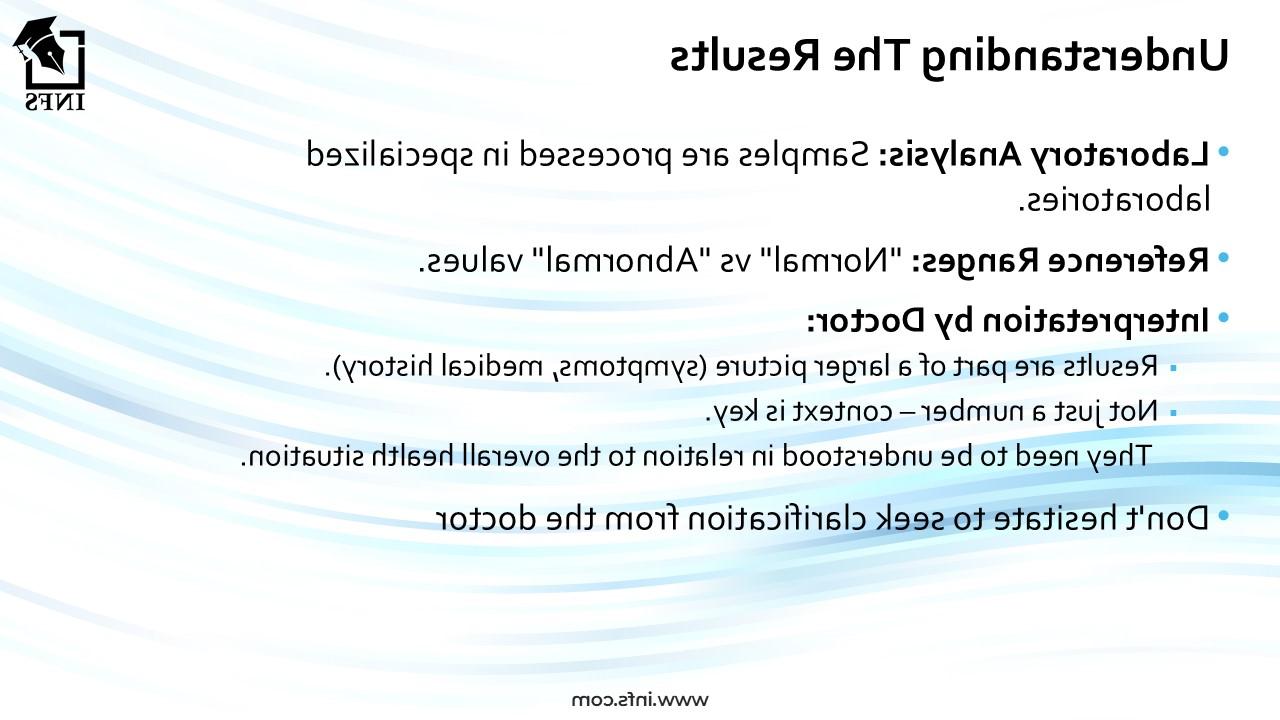 INFS
Understanding The Results
• Laboratory Analysis: Samples are processed in specialized
laboratories.
• Reference Ranges: "Normal" vs "Abnormal" values.
• Interpretation by Doctor:
▪ Results are part of a larger picture (symptoms, medical history).
▪ Not just a number – context is key.
They need to be understood in relation to the overall health situation.
• Don't hesitate to seek clarification from the doctor
www.infs.com